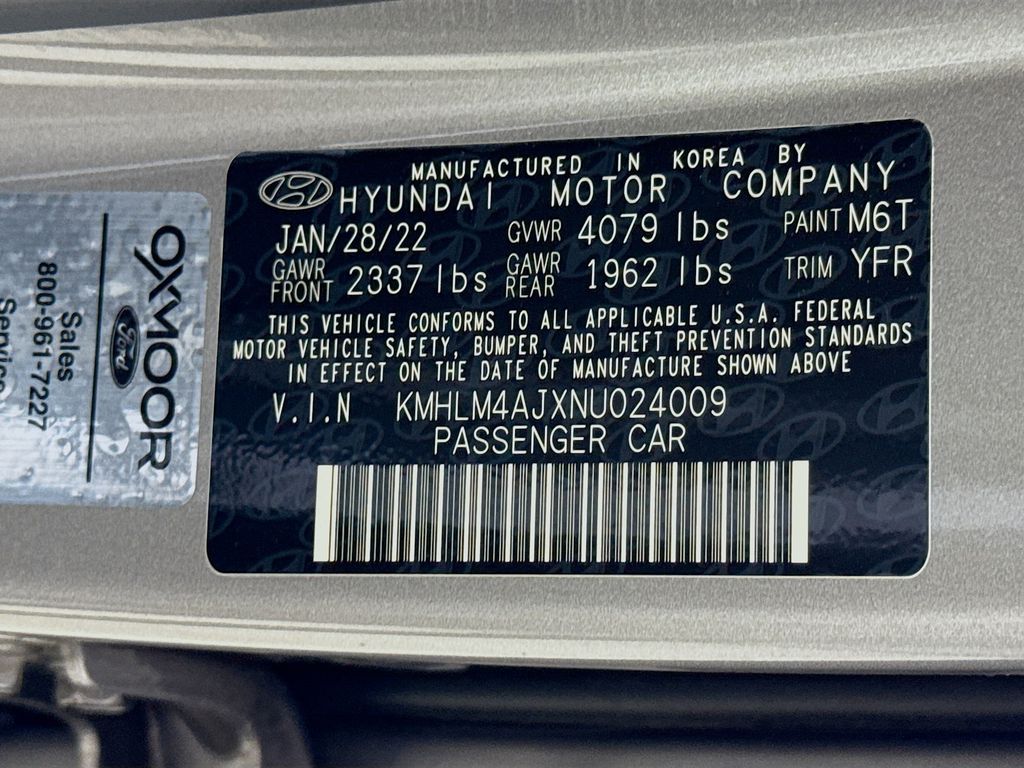 MANUFACTURED IN KOREA BY
HYUNDAI MOTOR COMPANY
JAN/28/22 GVWR 4079 lbs PAINT M6T
GAWR FRONT 2337 lbs GAWR REAR 1962 lbs TRIM YFR
THIS VEHICLE CONFORMS TO ALL APPLICABLE U.S.A. FEDERAL
MOTOR VEHICLE SAFETY, BUMPER, AND THEFT PREVENTION STANDARDS
IN EFFECT ON THE DATE OF MANUFACTURE SHOWN ABOVE
V.I.N KMHLM4AJXNU024009
PASSENGER CAR
OXMOOR
Ford
Sales
800-961-7227
Service